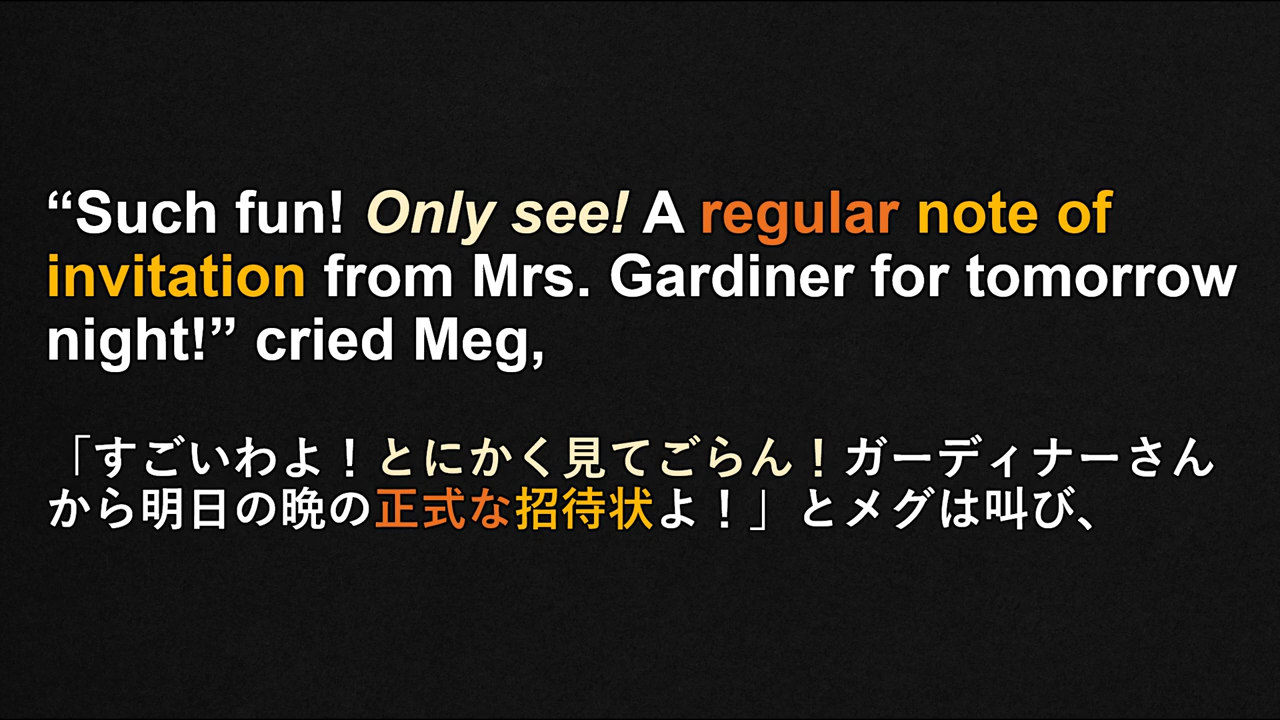 “Such fun! Only see! A regular note of
invitation from Mrs. Gardiner for tomorrow
night!” cried Meg,
「すごいわよ！とにかく見てごらん！ガーディナーさん
から明日の晩の正式な招待状よ！」とメグは叫び、